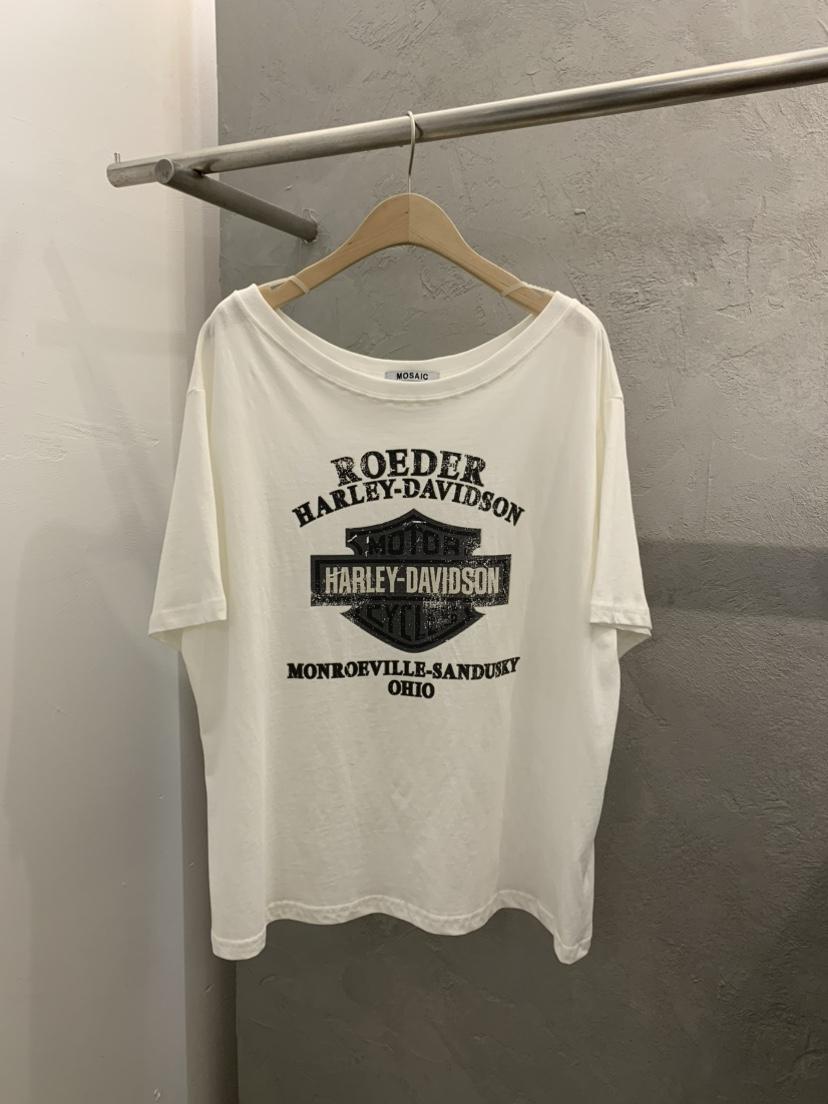 MOSAIC
ROEDER
HARLEY-DAVIDSON
MOTOR
HARLEY-DAVIDSON
CYCLES
MONROEVILLE-SANDUSKY
OHIO